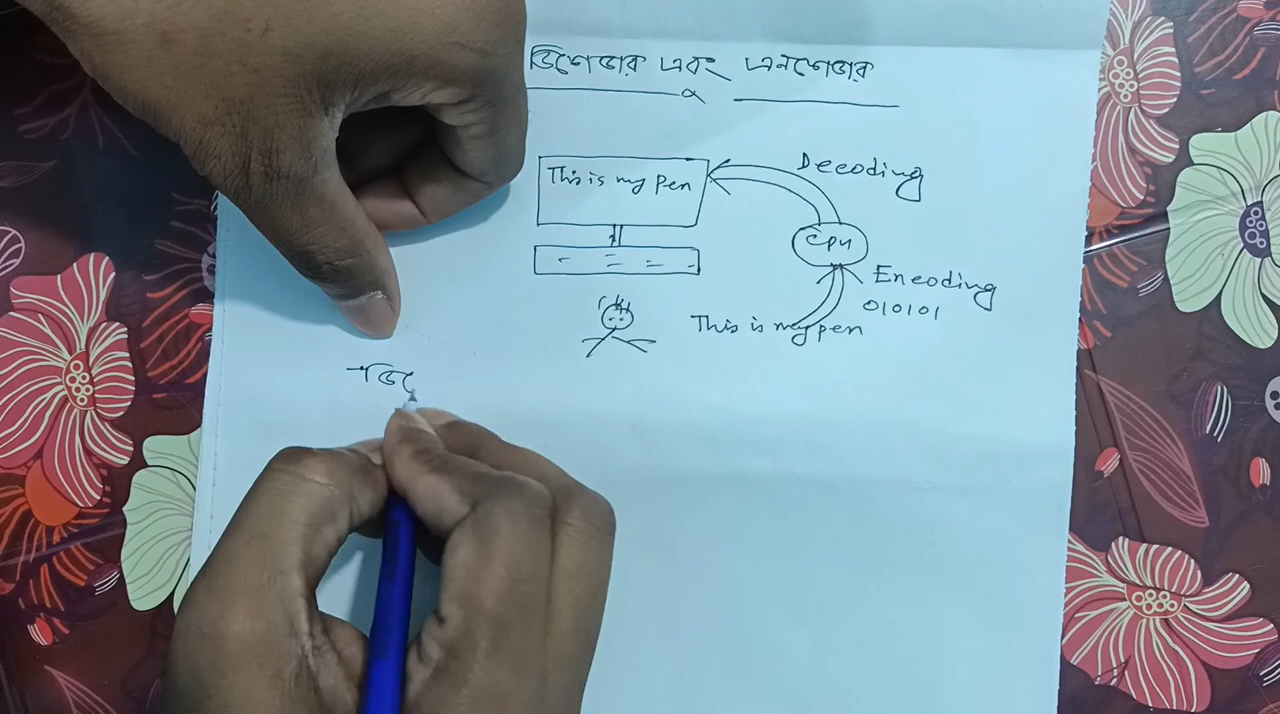 ডিকোডার এবং এনকোডার
This is my Pen
Decoding
CPU
Encoding
010101
This is my pen
ডি